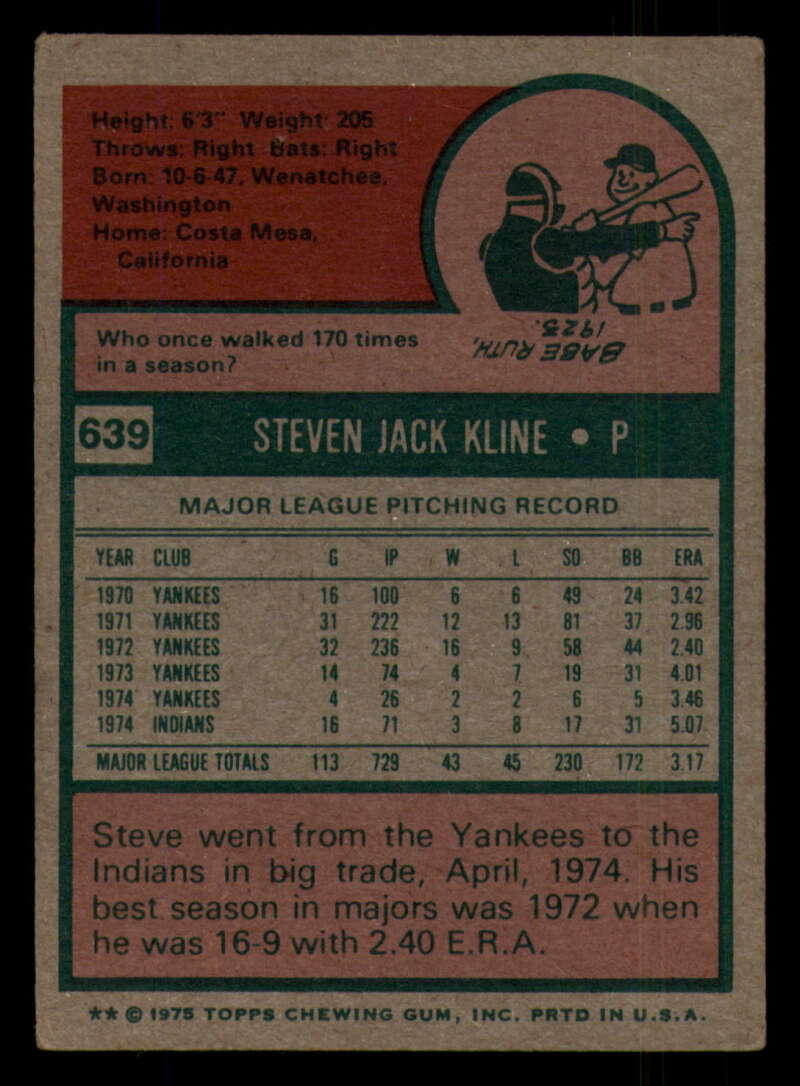 Height: 6'3" Weight: 205
Throws: Right Bats: Right
Born: 10-6-47, Wenatchee,
Washington
Home: Costa Mesa,
California
Who once walked 170 times
in a season?
BABE RUTH,
1925.
639 STEVEN JACK KLINE • P
MAJOR LEAGUE PITCHING RECORD
YEAR CLUB G IP W L SO BB ERA
1970 YANKEES 16 100 6 6 49 24 3.42
1971 YANKEES 31 222 12 13 81 37 2.96
1972 YANKEES 32 236 16 9 58 44 2.40
1973 YANKEES 14 74 4 7 19 31 4.01
1974 YANKEES 4 26 2 2 6 5 3.46
1974 INDIANS 16 71 3 8 17 31 5.07
MAJOR LEAGUE TOTALS 113 729 43 45 230 172 3.17
Steve went from the Yankees to the
Indians in big trade, April, 1974. His
best season in majors was 1972 when
he was 16-9 with 2.40 E.R.A.
** © 1975 TOPPS CHEWING GUM, INC. PRTD IN U.S.A.